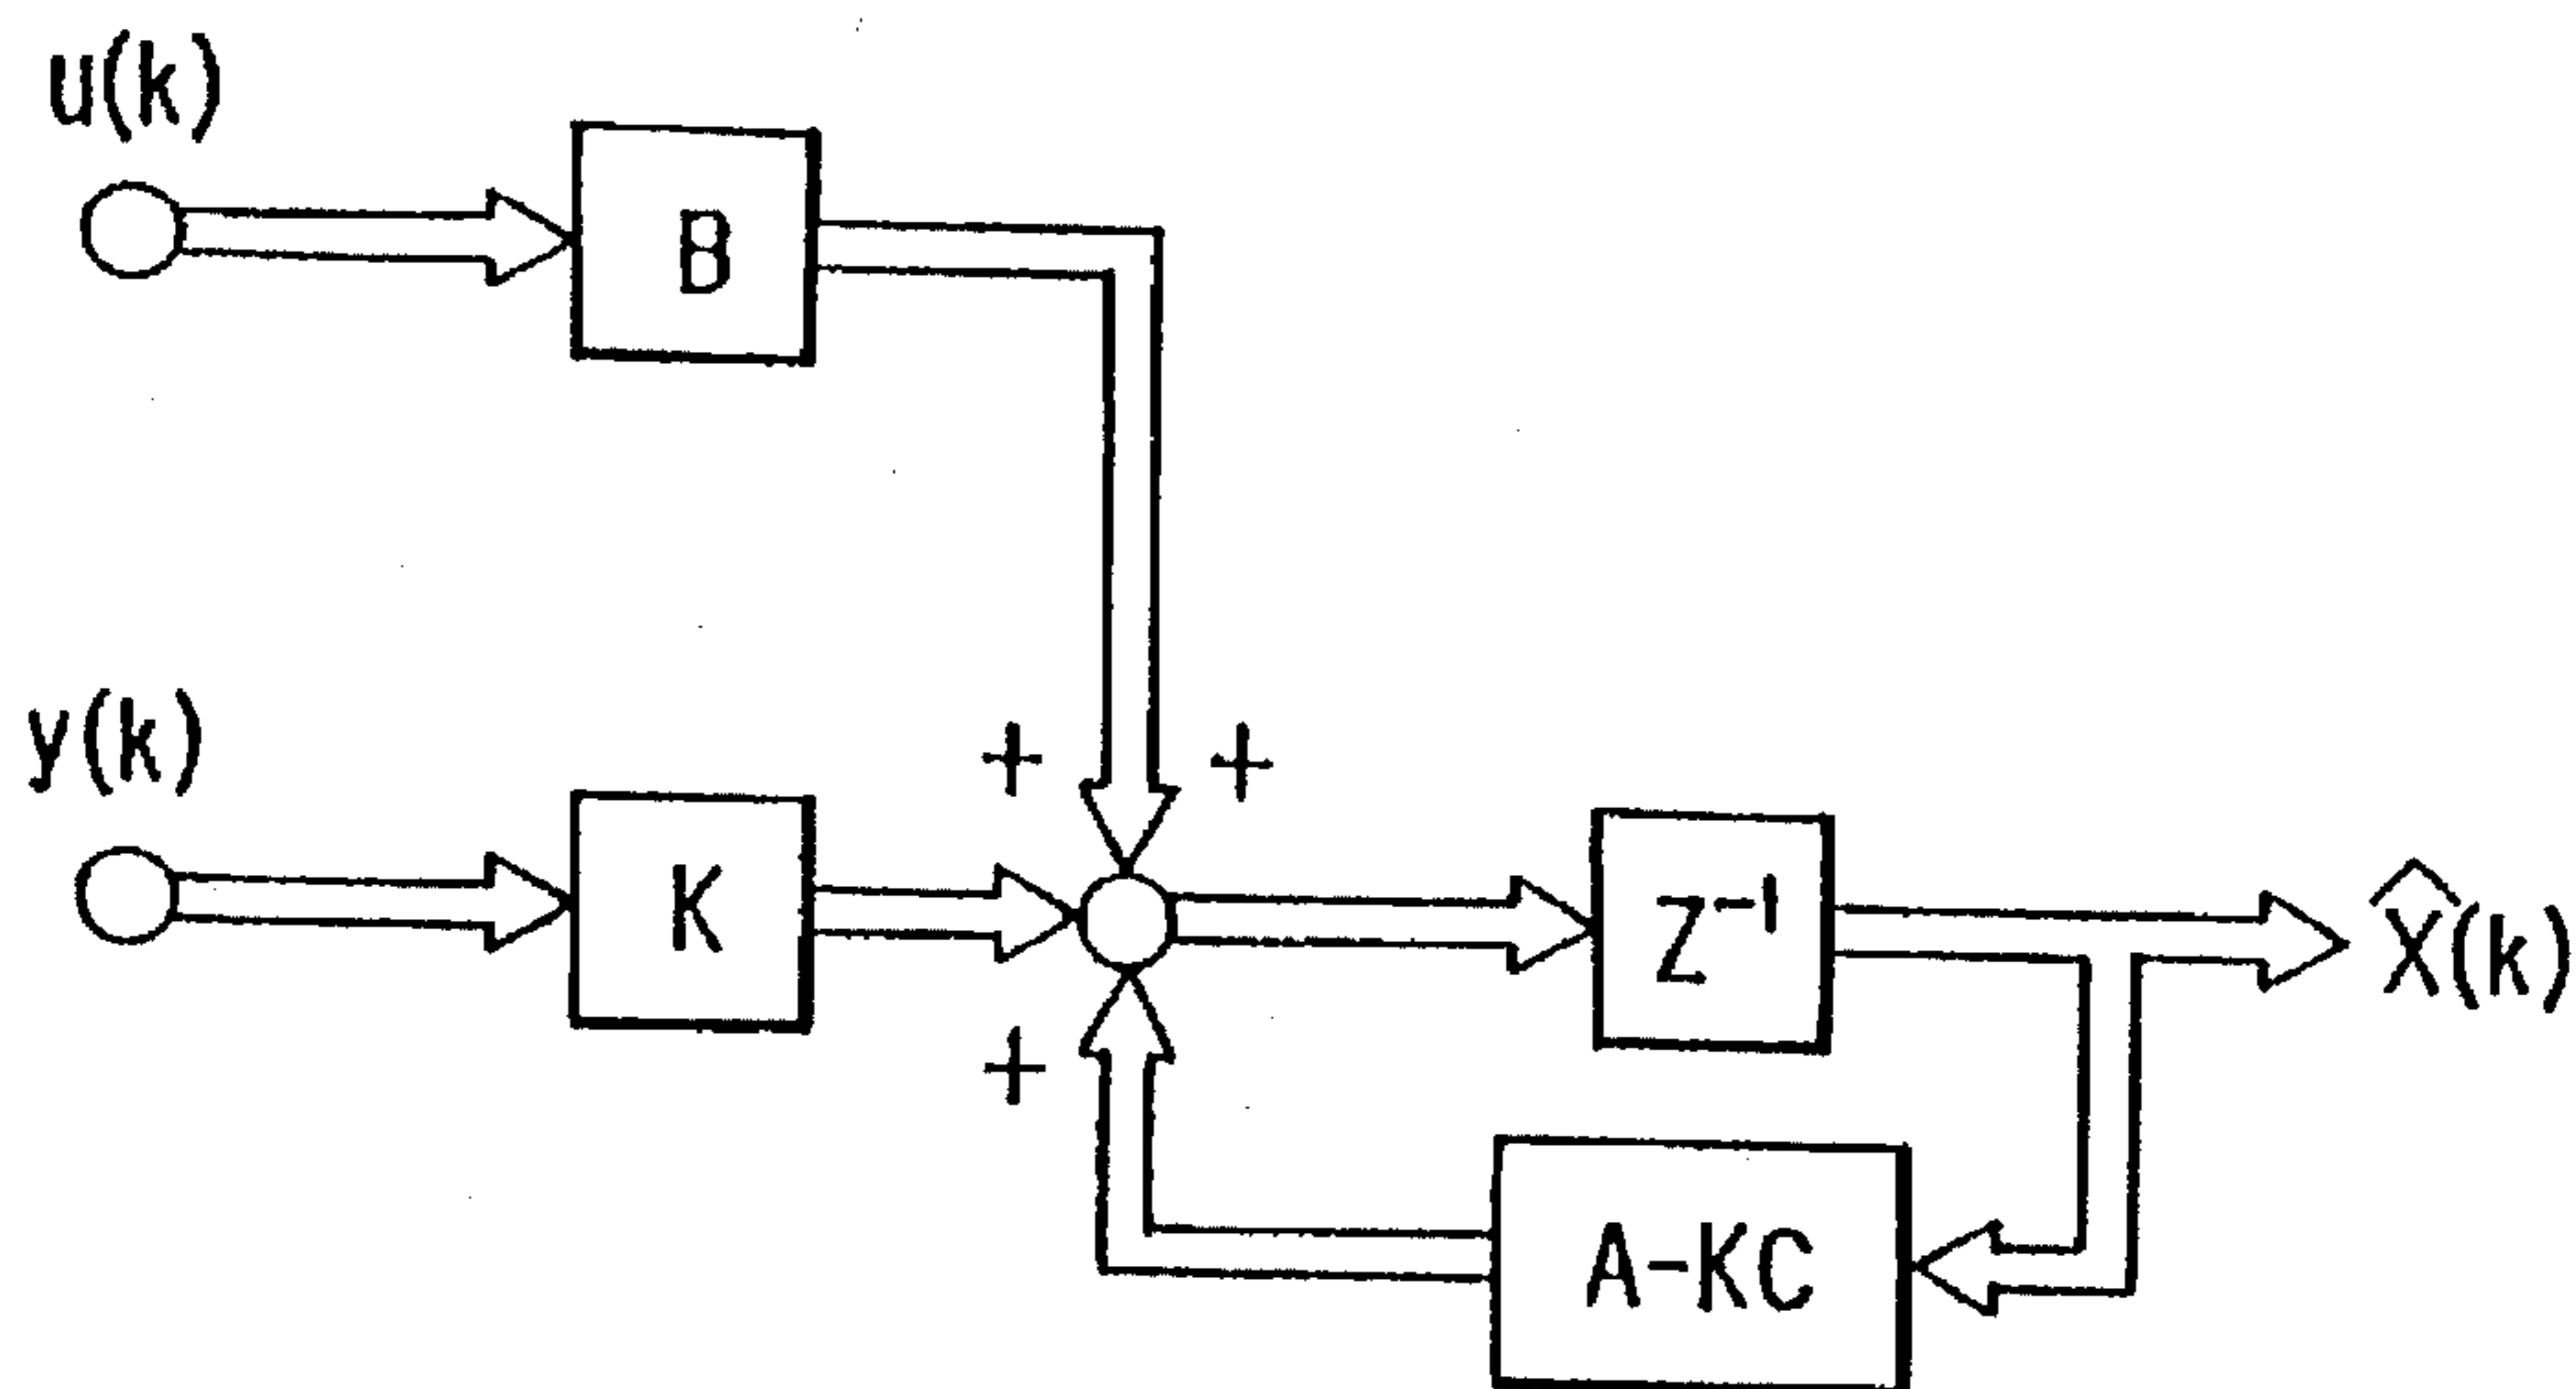 u(k)
B
y(k)
+ +
K
Z⁻¹
X̂(k)
+
A-KC